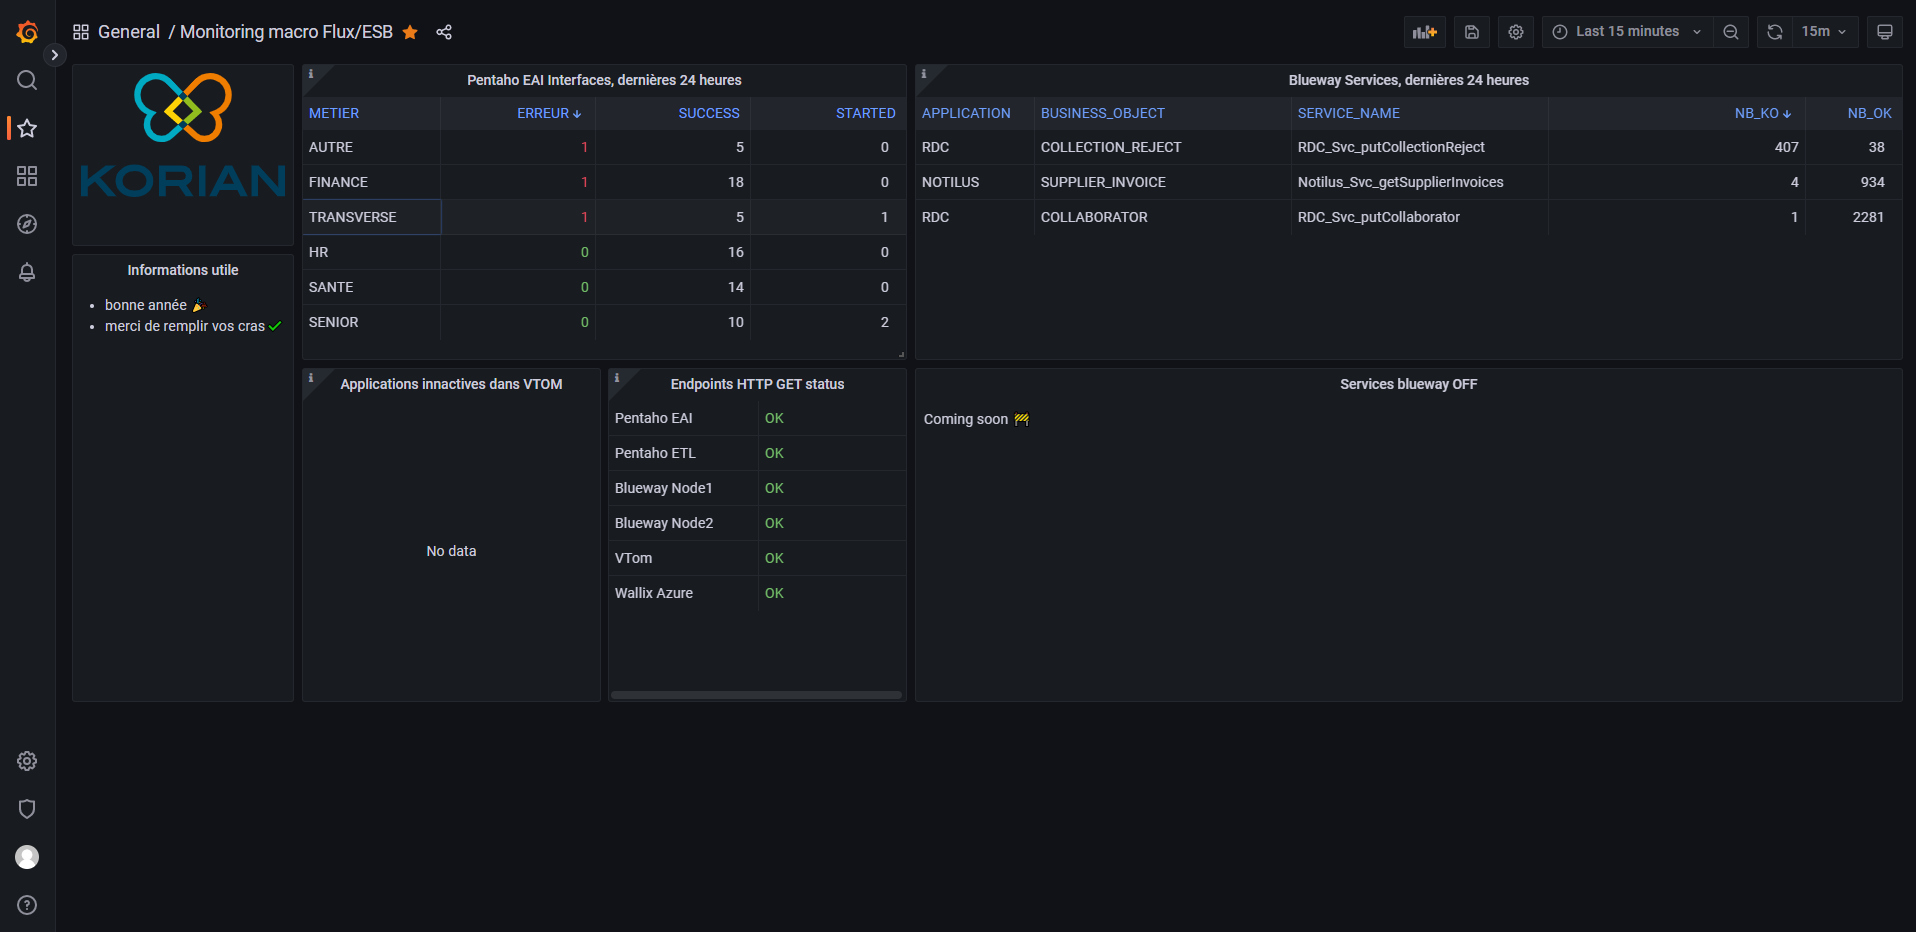 General / Monitoring macro Flux/ESB
Last 15 minutes
15m
KORIAN
Informations utile
bonne année 🎉
merci de remplir vos cras ✓
Pentaho EAI Interfaces, dernières 24 heures
METIER ERREUR ↓ SUCCESS STARTED
AUTRE 1 5 0
FINANCE 1 18 0
TRANSVERSE 1 5 1
HR 0 16 0
SANTE 0 14 0
SENIOR 0 10 2
Blueway Services, dernières 24 heures
APPLICATION BUSINESS_OBJECT SERVICE_NAME NB_KO ↓ NB_OK
RDC COLLECTION_REJECT RDC_Svc_putCollectionReject 407 38
NOTILUS SUPPLIER_INVOICE Notilus_Svc_getSupplierInvoices 4 934
RDC COLLABORATOR RDC_Svc_putCollaborator 1 2281
Applications innactives dans VTOM
No data
Endpoints HTTP GET status
Pentaho EAI OK
Pentaho ETL OK
Blueway Node1 OK
Blueway Node2 OK
VTom OK
Wallix Azure OK
Services blueway OFF
Coming soon 🚧